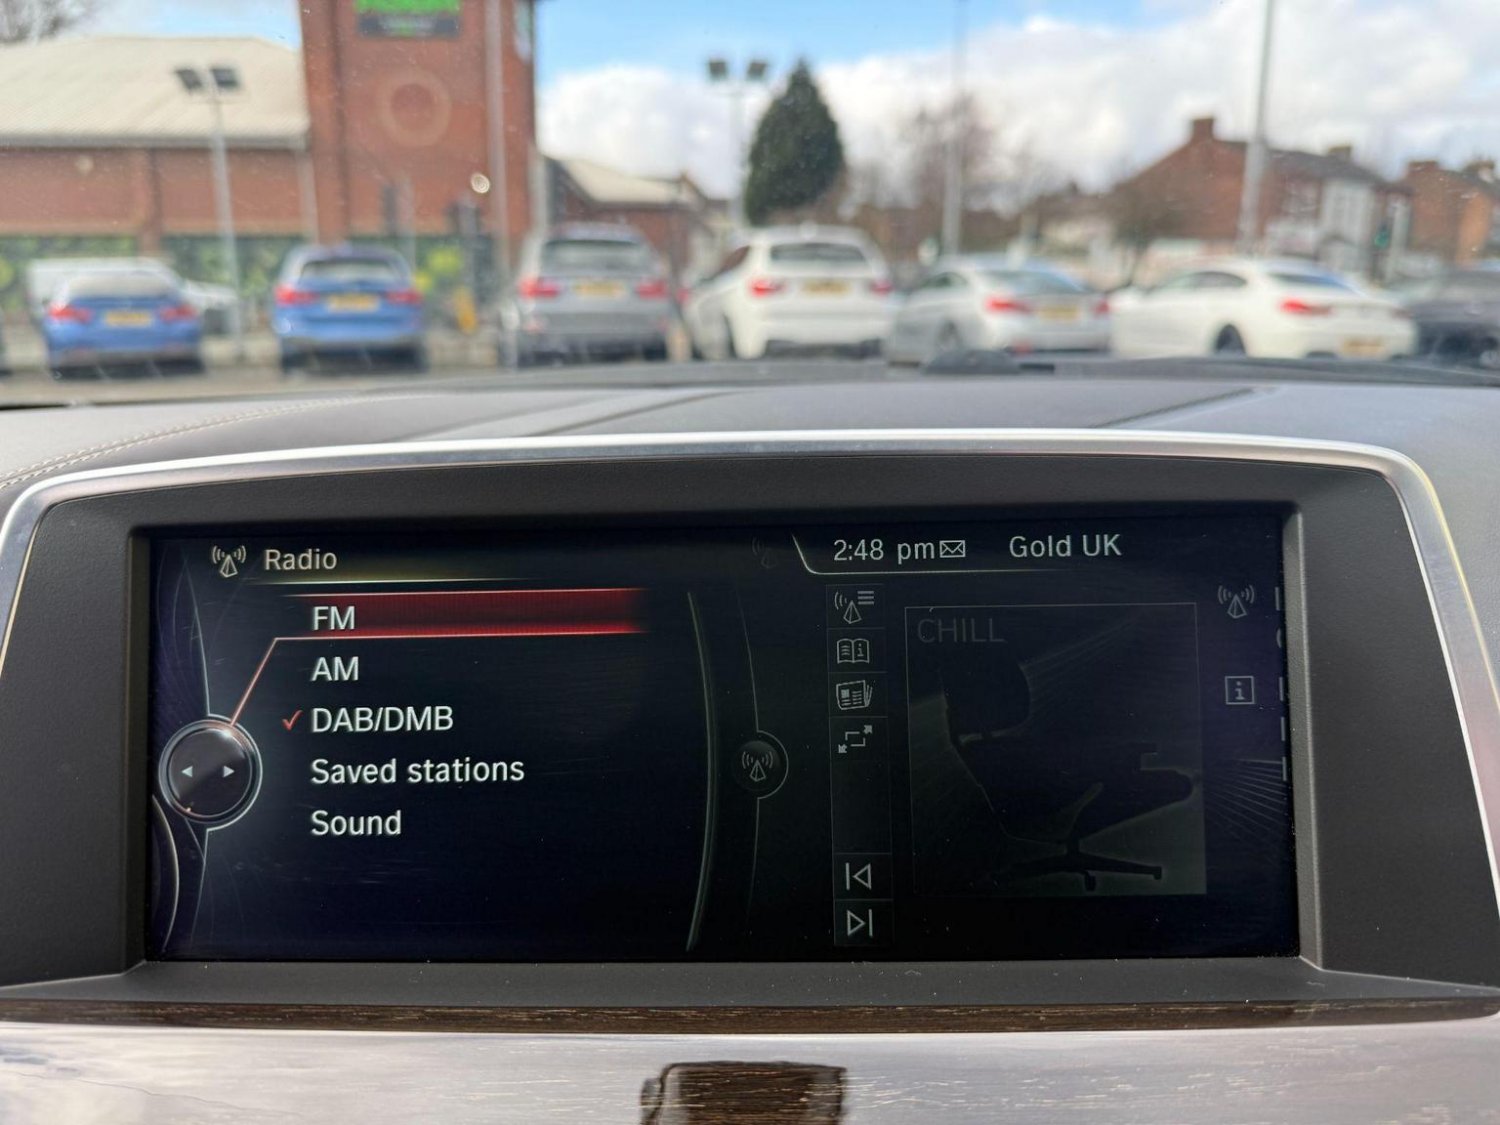 Radio
2:48 pm
Gold UK
FM
AM
✓ DAB/DMB
Saved stations
Sound
CHILL